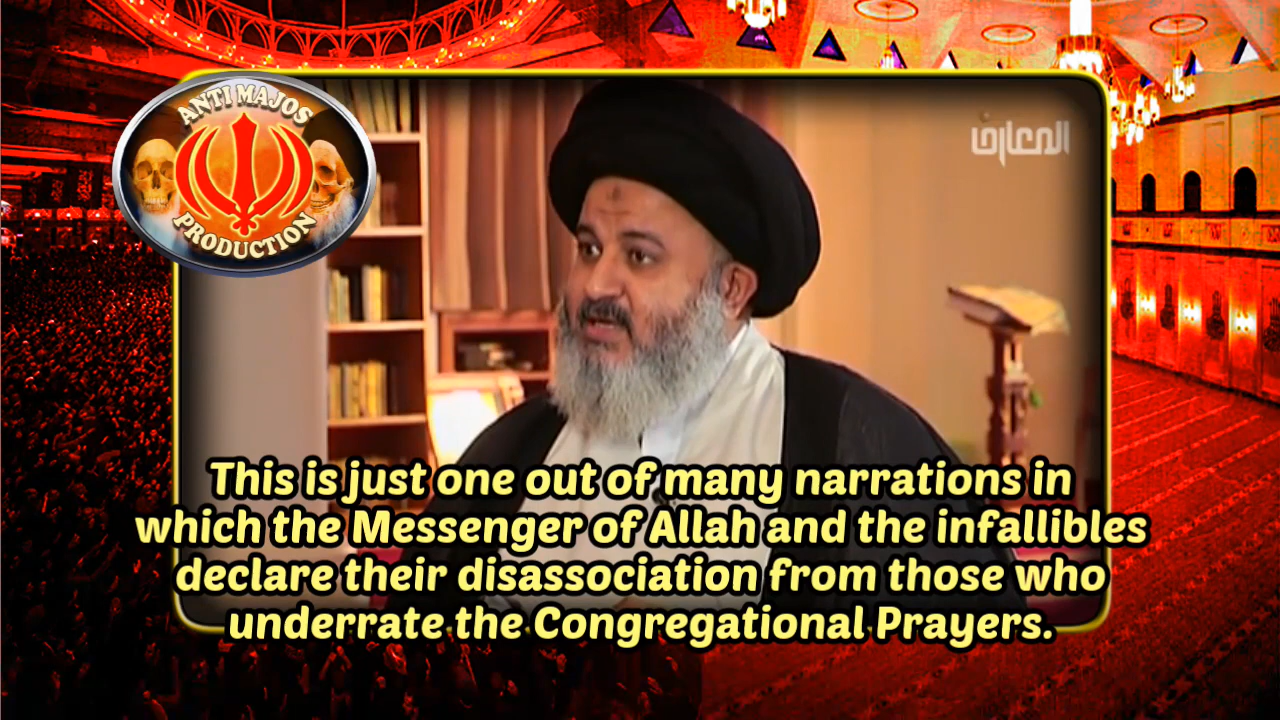 ANTI MAJOS
PRODUCTION
المعارف
This is just one out of many narrations in
which the Messenger of Allah and the infallibles
declare their disassociation from those who
underrate the Congregational Prayers.